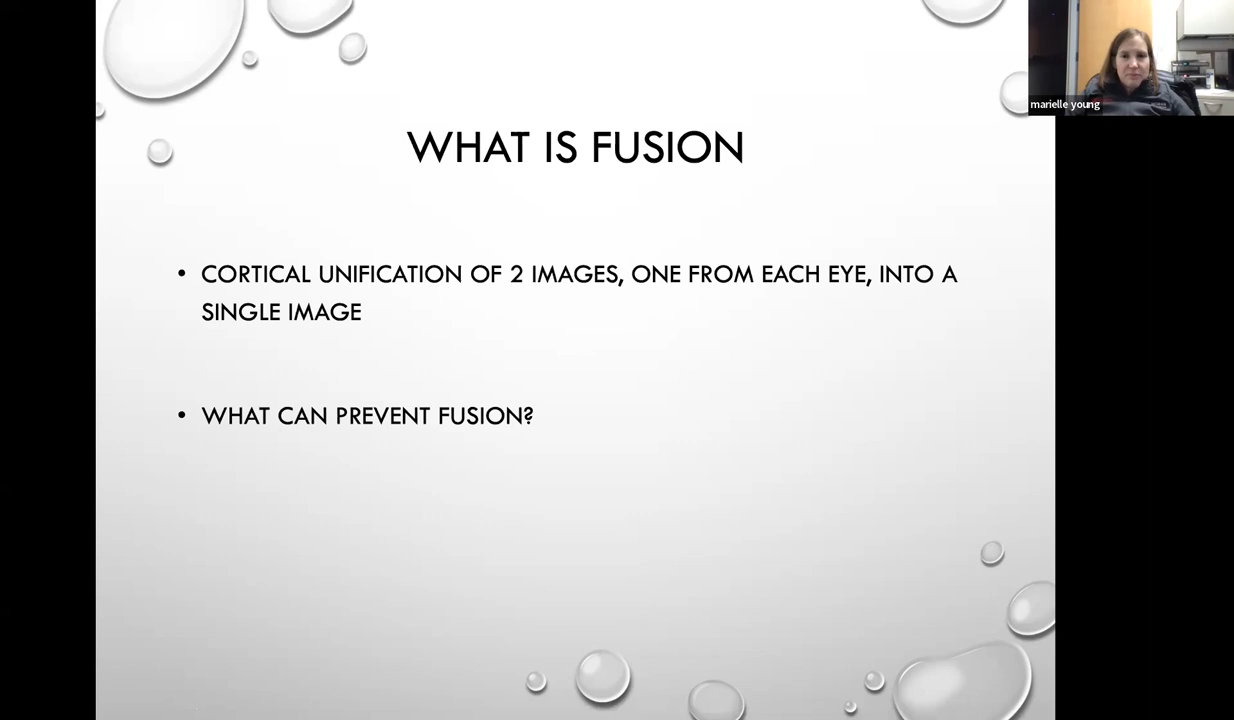 marielle young
WHAT IS FUSION
• CORTICAL UNIFICATION OF 2 IMAGES, ONE FROM EACH EYE, INTO A
SINGLE IMAGE
• WHAT CAN PREVENT FUSION?